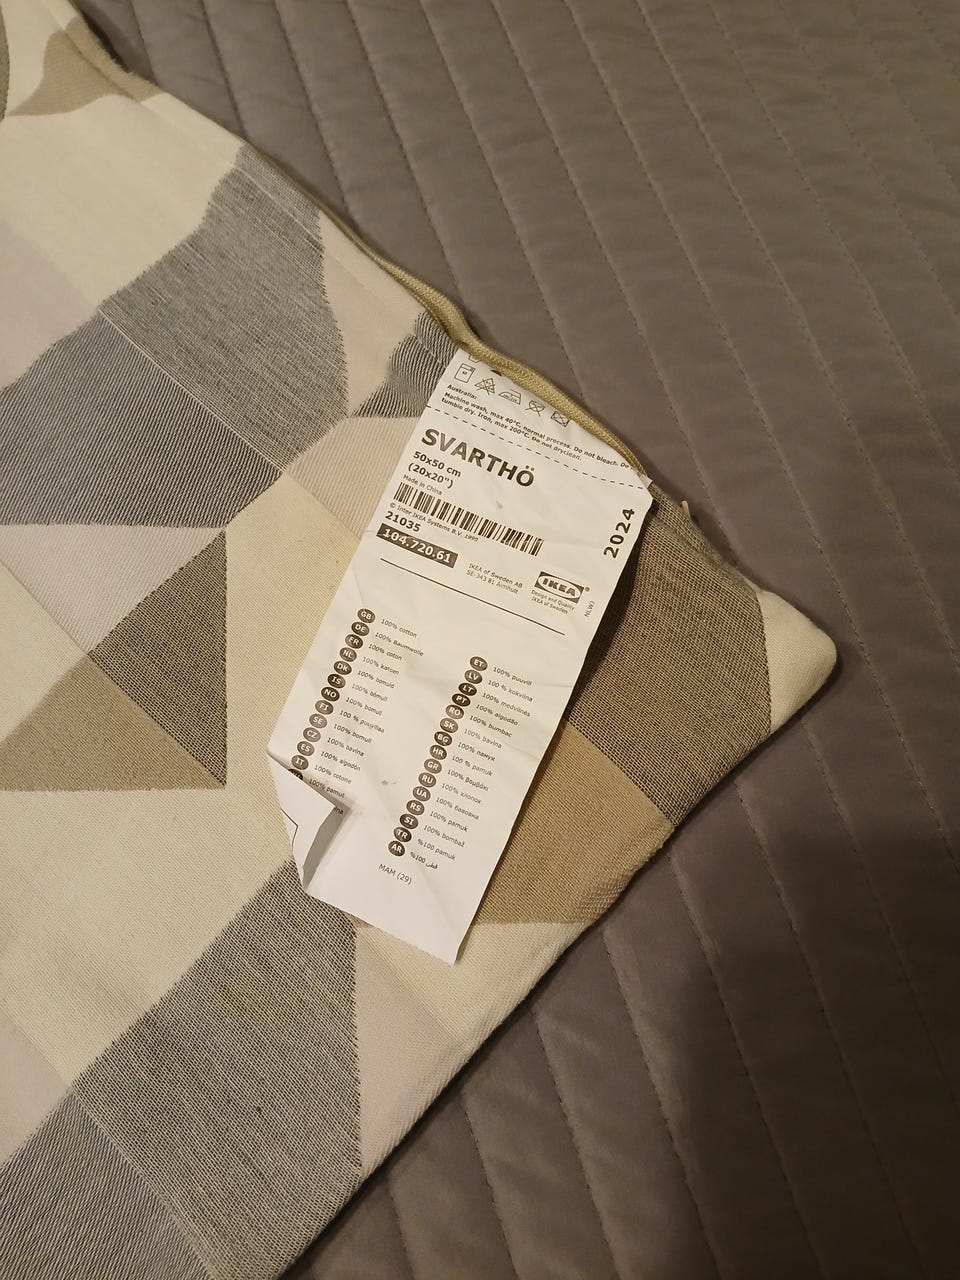 Australia:
Machine wash, max 40°C, normal process. Do not bleach. Do
tumble dry. Iron, max 200°C. Do not dryclean.
SVARTHÖ
50x50 cm
(20x20")
Made in China
© Inter IKEA Systems B.V. 1999
21035
104.720.61
2024
IKEA of Sweden AB
SE-343 81 Älmhult
IKEA®
Design and Quality
IKEA of Sweden
GB 100% cotton
DE 100% Baumwolle
FR 100% coton
NL 100% katoen
DK 100% bomuld
IS 100% bómull
NO 100% bomull
FI 100 % puuvillaa
SE 100% bomull
CZ 100% bavlna
ES 100% algodón
IT 100% cotone
100% pamut
ET 100% puuvill
LV 100 % kokvilna
LT 100% medvilnės
PT 100% algodão
RO 100% bumbac
SK 100% bavlna
BG 100% памук
HR 100 % pamuk
GR 100% βαμβάκι
RU 100% хлопок
UA 100% бавовна
RS 100% pamuk
SI 100% bombaž
TR %100 pamuk
AR %100 قطن
MAM (29)